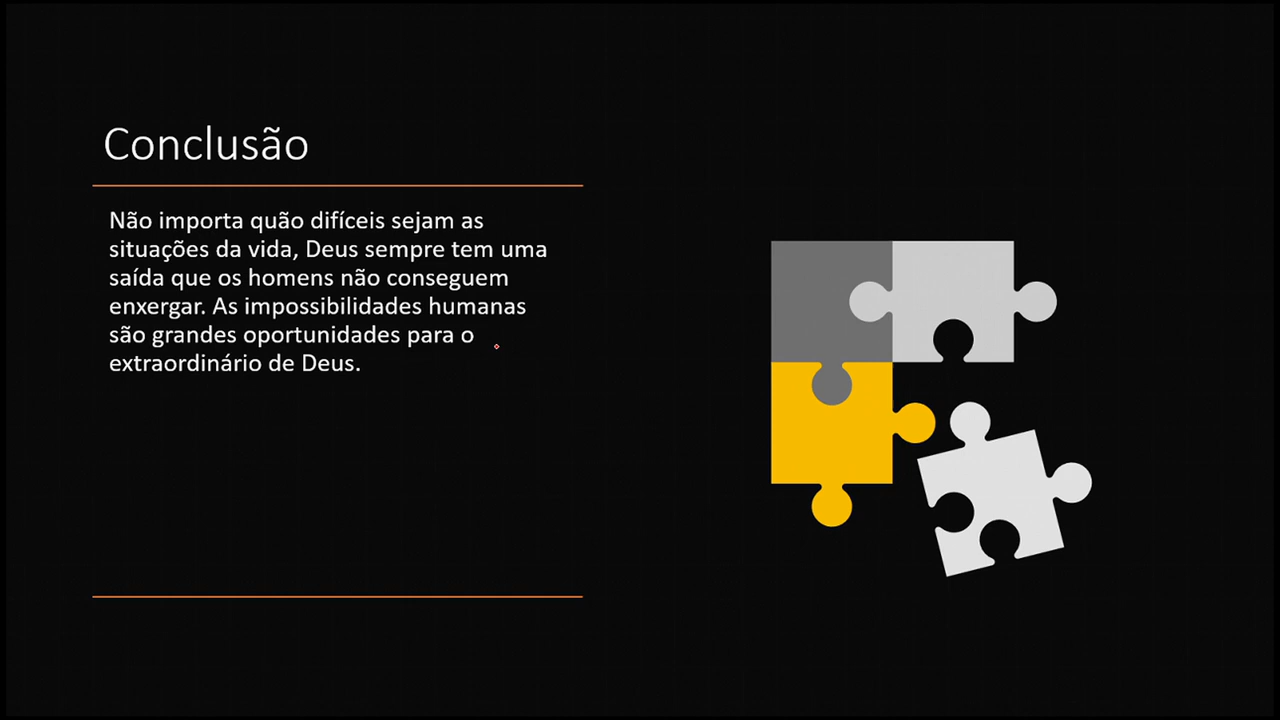 Conclusão
Não importa quão difíceis sejam as
situações da vida, Deus sempre tem uma
saída que os homens não conseguem
enxergar. As impossibilidades humanas
são grandes oportunidades para o
extraordinário de Deus.